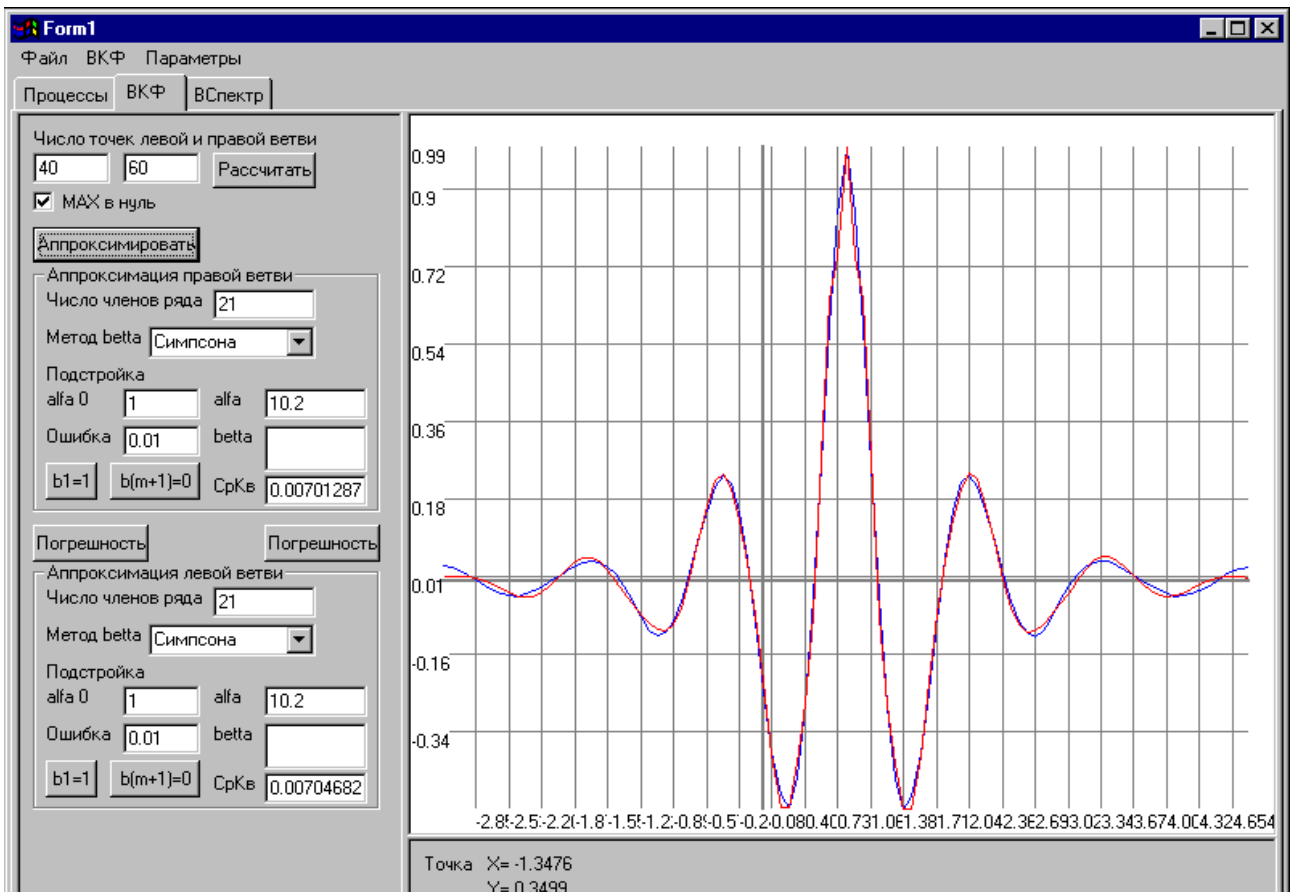 Form1
Файл ВКФ Параметры
Процессы ВКФ ВСпектр
Число точек левой и правой ветви
40 60 Рассчитать
MAX в нуль
Аппроксимировать
Аппроксимация правой ветви
Число членов ряда 21
Метод betta Симпсона
Подстройка
alfa 0 1 alfa 10.2
Ошибка 0.01 betta
b1=1 b(m+1)=0 СрКв 0.00701287
Погрешность Погрешность
Аппроксимация левой ветви
Число членов ряда 21
Метод betta Симпсона
Подстройка
alfa 0 1 alfa 10.2
Ошибка 0.01 betta
b1=1 b(m+1)=0 СрКв 0.00704682
0.99
0.9
0.72
0.54
0.36
0.18
0.01
-0.16
-0.34
Точка X= -1.3476
Y= 0.3499